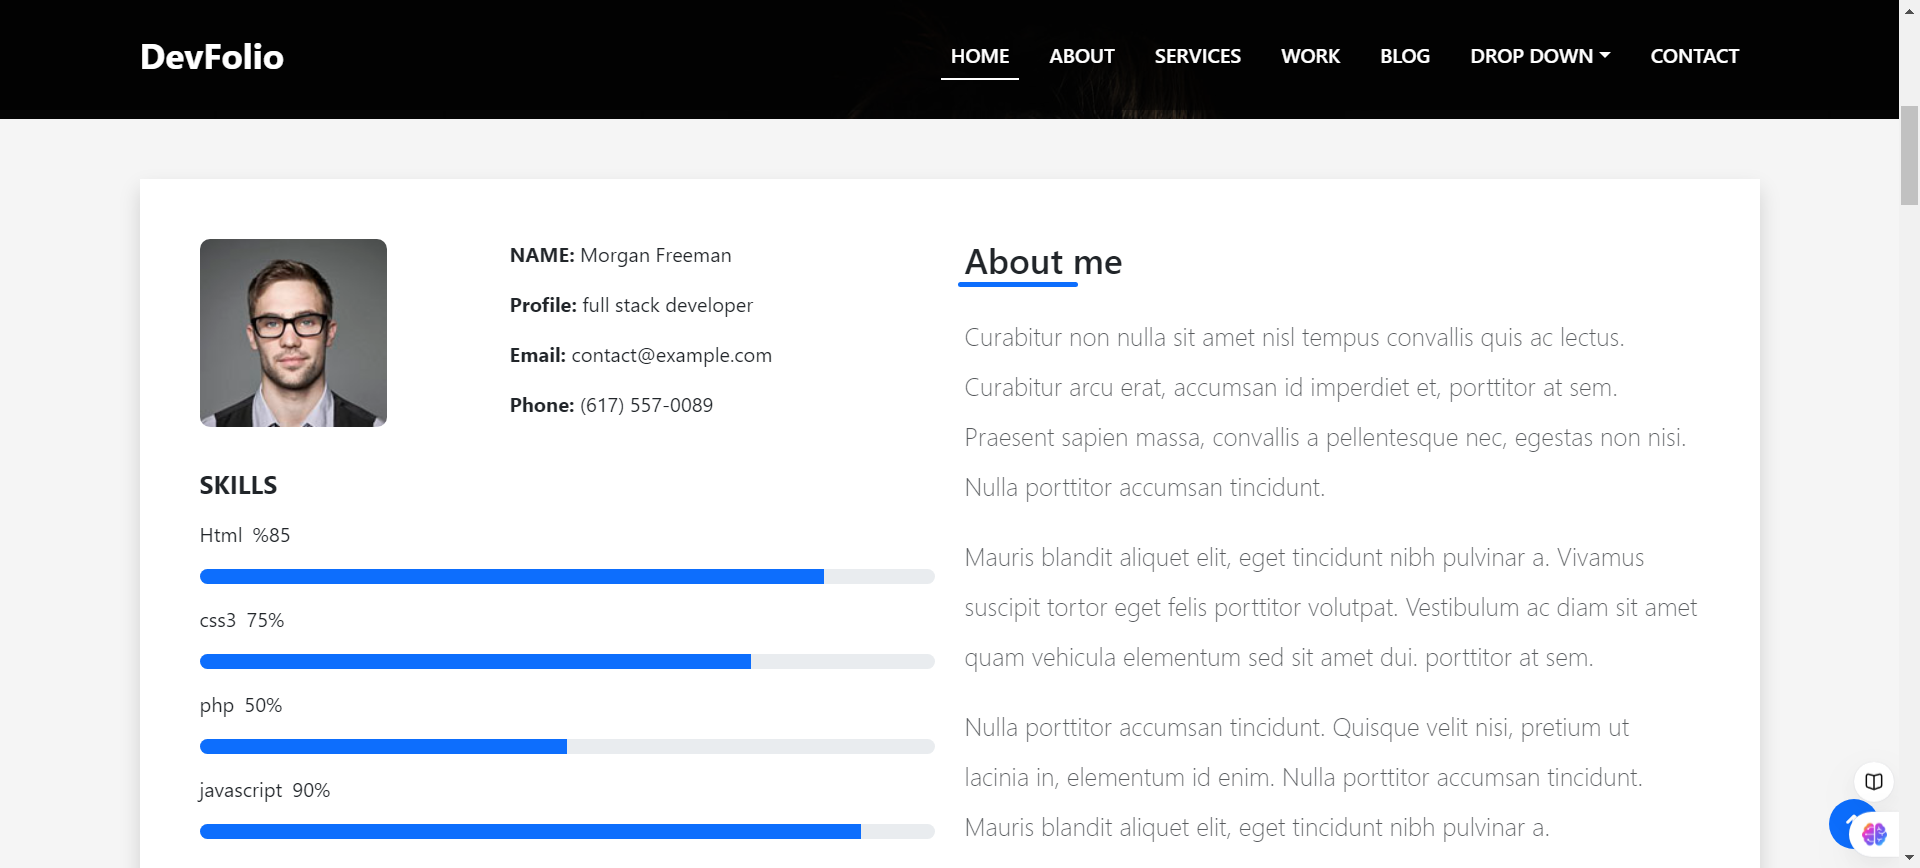 DevFolio
HOME ABOUT SERVICES WORK BLOG DROP DOWN CONTACT
NAME: Morgan Freeman
Profile: full stack developer
Email: contact@example.com
Phone: (617) 557-0089
SKILLS
Html %85
css3 75%
php 50%
javascript 90%
About me
Curabitur non nulla sit amet nisl tempus convallis quis ac lectus.
Curabitur arcu erat, accumsan id imperdiet et, porttitor at sem.
Praesent sapien massa, convallis a pellentesque nec, egestas non nisi.
Nulla porttitor accumsan tincidunt.
Mauris blandit aliquet elit, eget tincidunt nibh pulvinar a. Vivamus
suscipit tortor eget felis porttitor volutpat. Vestibulum ac diam sit amet
quam vehicula elementum sed sit amet dui. porttitor at sem.
Nulla porttitor accumsan tincidunt. Quisque velit nisi, pretium ut
lacinia in, elementum id enim. Nulla porttitor accumsan tincidunt.
Mauris blandit aliquet elit, eget tincidunt nibh pulvinar a.